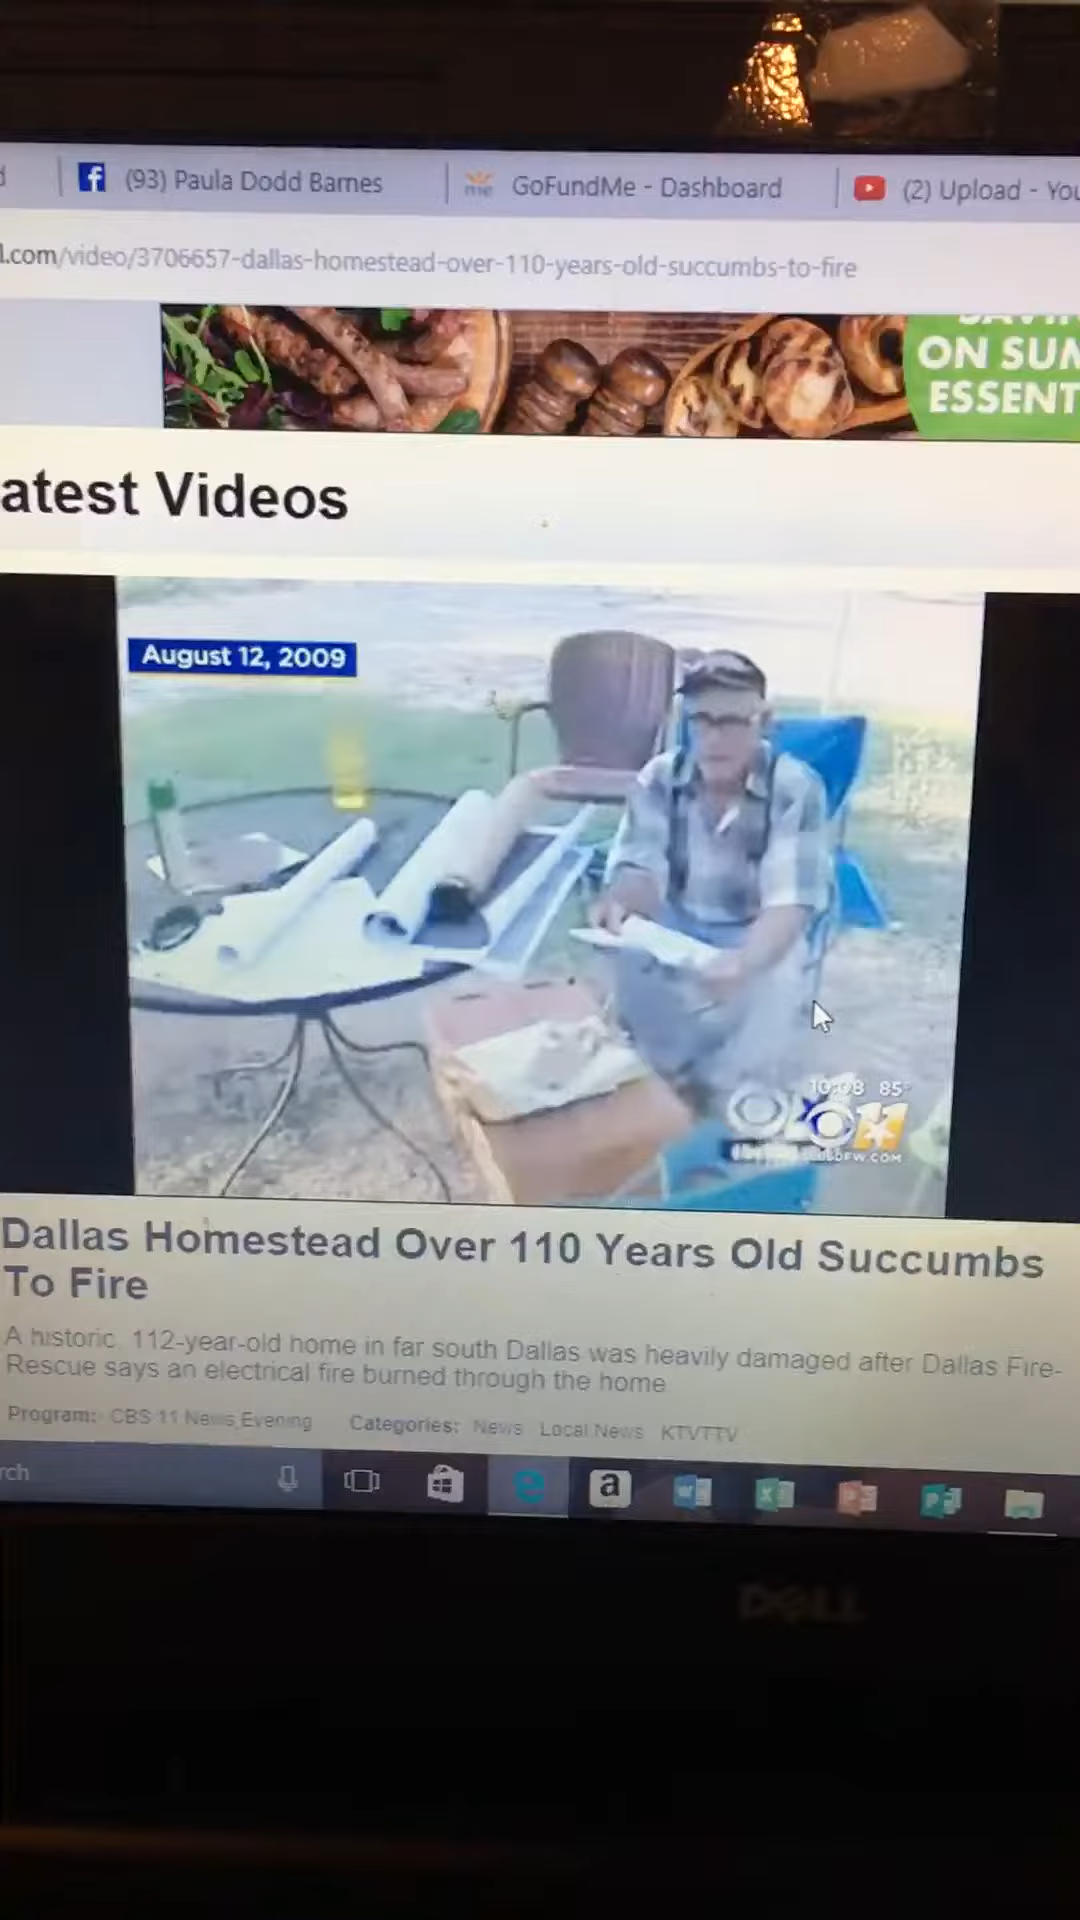 (93) Paula Dodd Barnes
GoFundMe - Dashboard
(2) Upload - You
l.com/video/3706657-dallas-homestead-over-110-years-old-succumbs-to-fire
ON SUM
ESSENT
atest Videos
August 12, 2009
10:08 85°
11
Dallas Homestead Over 110 Years Old Succumbs
To Fire
A historic 112-year-old home in far south Dallas was heavily damaged after Dallas Fire-
Rescue says an electrical fire burned through the home
Program: CBS 11 News Evening Categories: News Local News KTVTTV
rch
DELL